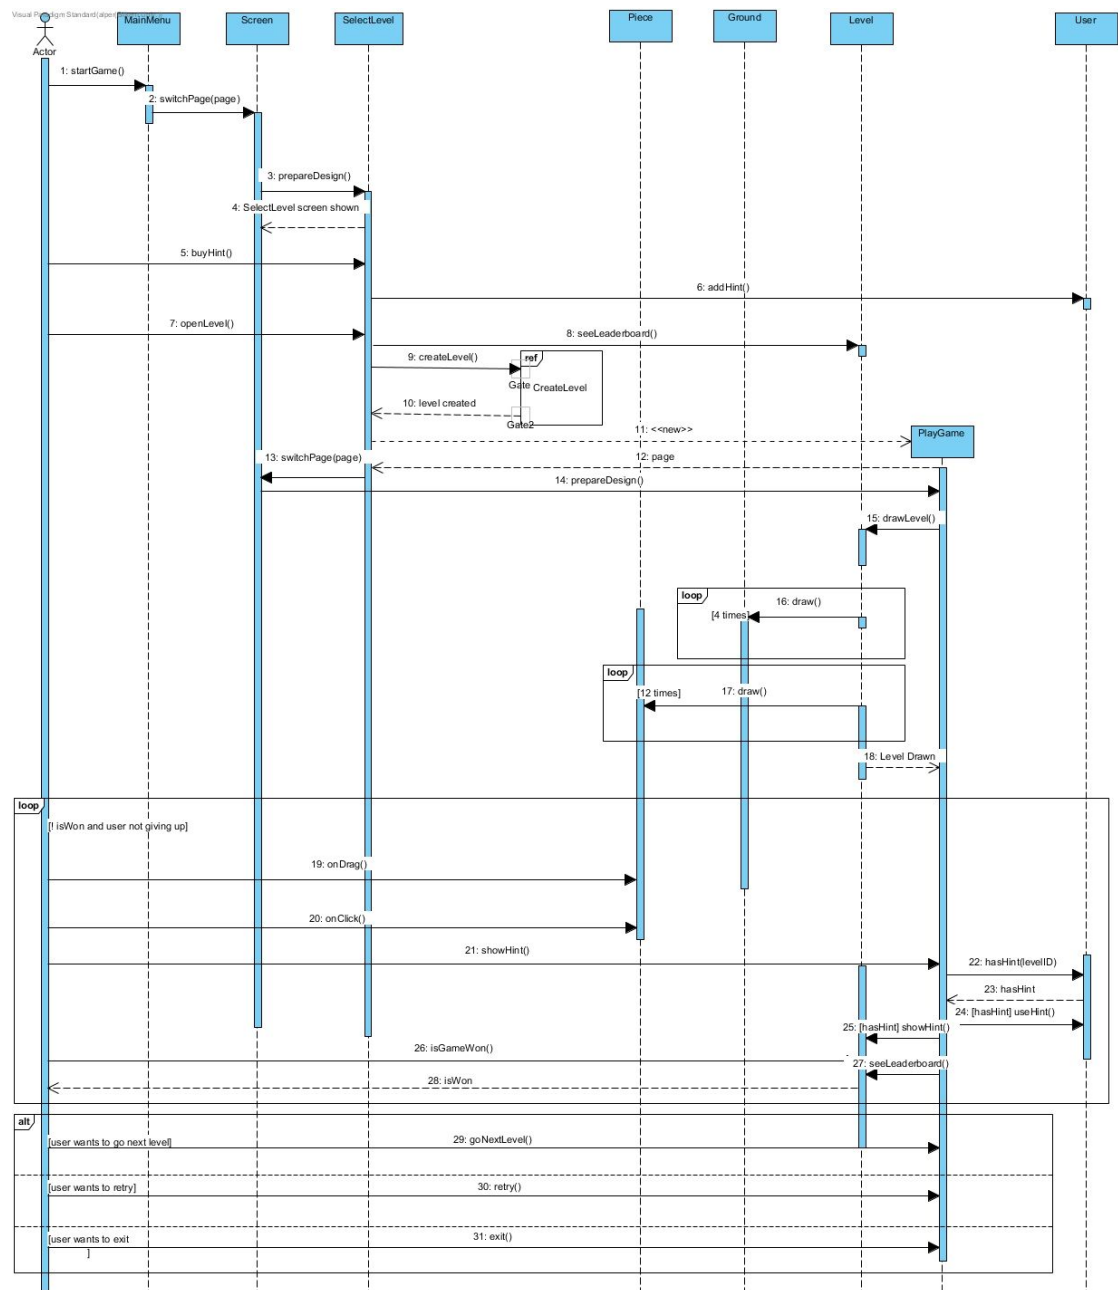 Visual Paradigm Standard
Actor
MainMenu
Screen
SelectLevel
Piece
Ground
Level
User
1: startGame()
2: switchPage(page)
3: prepareDesign()
4: SelectLevel screen shown
5: buyHint()
6: addHint()
7: openLevel()
8: seeLeaderboard()
9: createLevel()
ref
Gate
CreateLevel
10: level created
Gate2
11: <<new>>
PlayGame
12: page
13: switchPage(page)
14: prepareDesign()
15: drawLevel()
loop
16: draw()
[4 times]
loop
[12 times]
17: draw()
18: Level Drawn
loop
[! isWon and user not giving up]
19: onDrag()
20: onClick()
21: showHint()
22: hasHint(levelID)
23: hasHint
24: [hasHint] useHint()
25: [hasHint] showHint()
26: isGameWon()
27: seeLeaderboard()
28: isWon
alt
[user wants to go next level]
29: goNextLevel()
[user wants to retry]
30: retry()
[user wants to exit
]
31: exit()